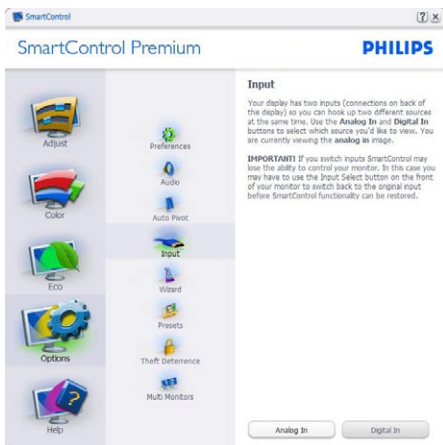 SmartControl
SmartControl Premium
PHILIPS
Adjust
Color
Eco
Options
Help
Preferences
Audio
Auto Pivot
Input
Wizard
Presets
Theft Deterrence
Multi Monitors
Input
Your display has two inputs (connections on back of
this display) so you can hook up two different sources
at the same time. Use the Analog In and Digital In
buttons to select which source you'd like to view. You
are currently viewing the analog in image.
IMPORTANT! If you switch inputs SmartControl may
lose the ability to control your monitor. In this case you
may have to use the Input Select button on the front
of your monitor to switch back to the original input
before SmartControl functionality can be restored.
Analog In
Digital In